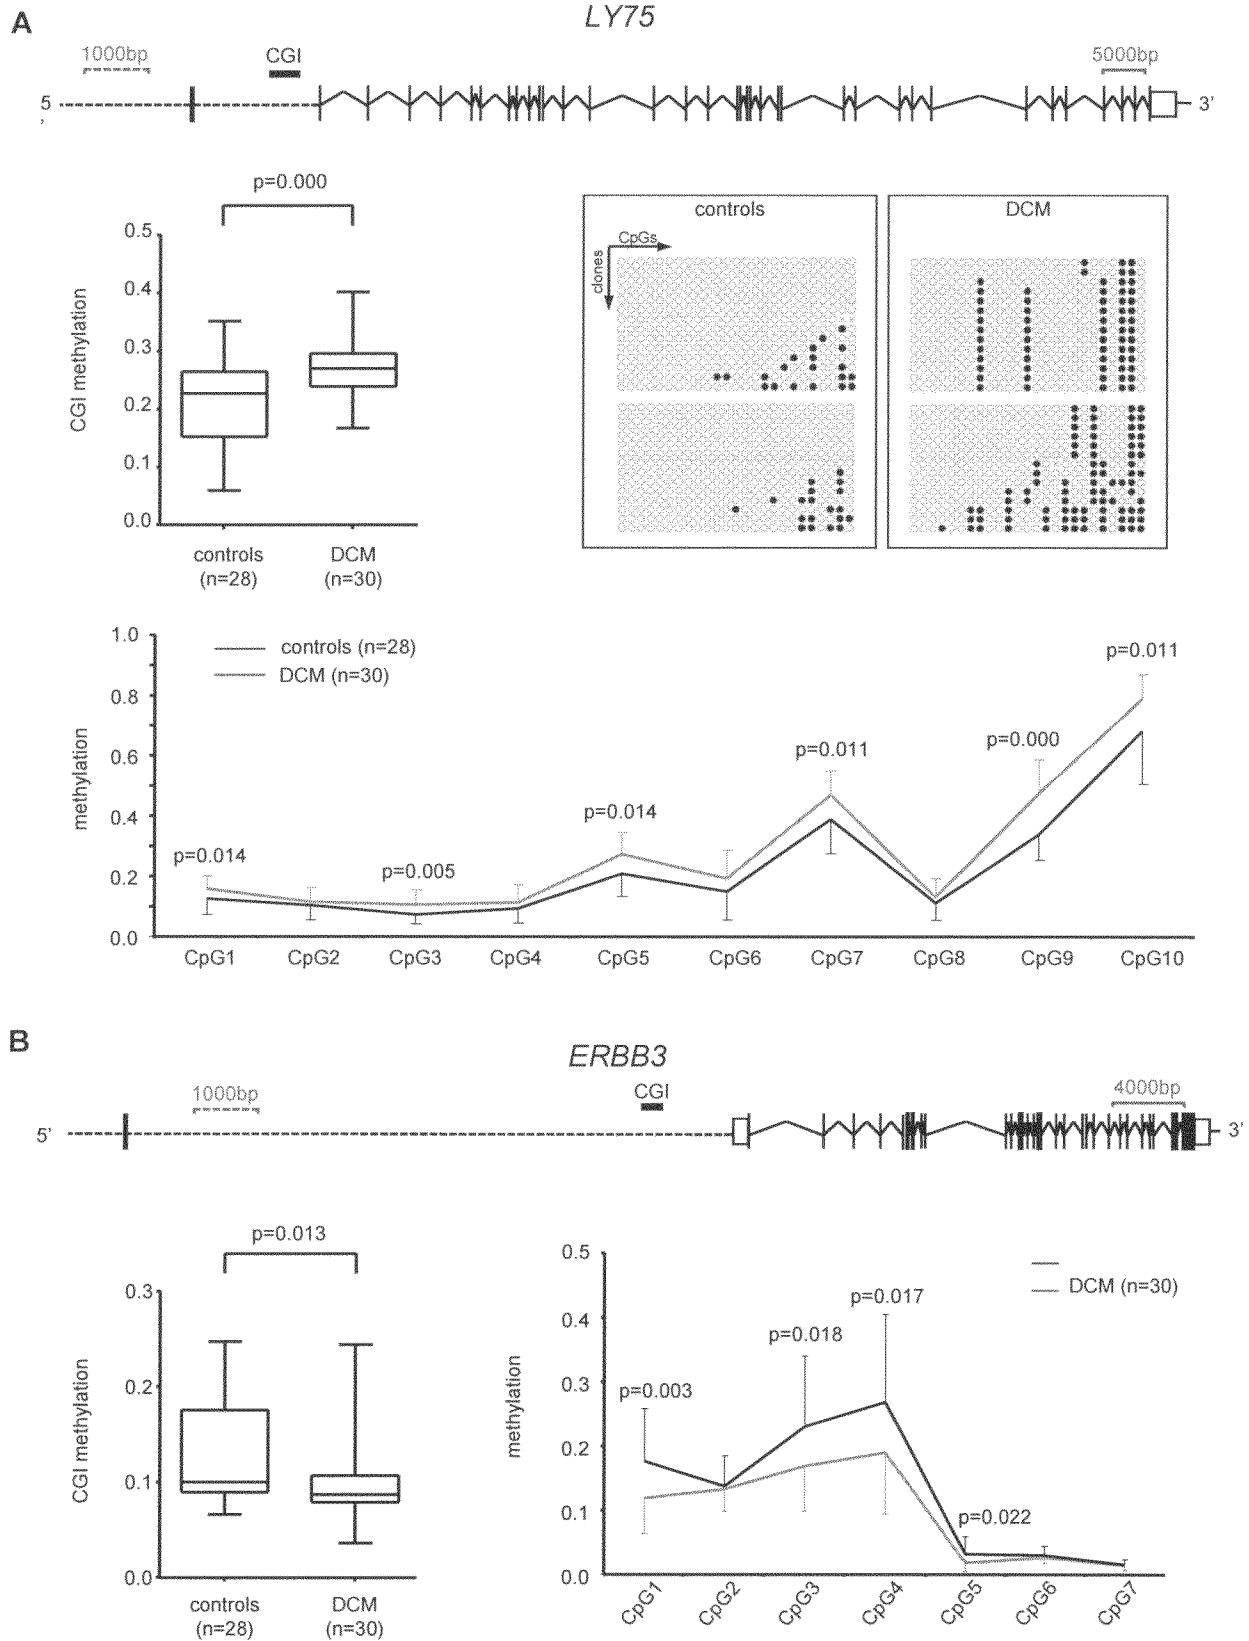 A
LY75
1000bp
CGI
5000bp
5
,
3'
p=0.000
0.5
0.4
0.3
0.2
0.1
0.0
CGI methylation
controls
(n=28)
DCM
(n=30)
controls
CpGs
clones
DCM
1.0
0.8
0.6
0.4
0.2
0.0
methylation
controls (n=28)
DCM (n=30)
p=0.014
p=0.005
p=0.014
p=0.011
p=0.000
p=0.011
CpG1 CpG2 CpG3 CpG4 CpG5 CpG6 CpG7 CpG8 CpG9 CpG10
B
ERBB3
1000bp
CGI
4000bp
5'
3'
p=0.013
0.3
0.2
0.1
0.0
CGI methylation
controls
(n=28)
DCM
(n=30)
0.5
0.4
0.3
0.2
0.1
0.0
methylation
DCM (n=30)
p=0.003
p=0.018
p=0.017
p=0.022
CpG1 CpG2 CpG3 CpG4 CpG5 CpG6 CpG7